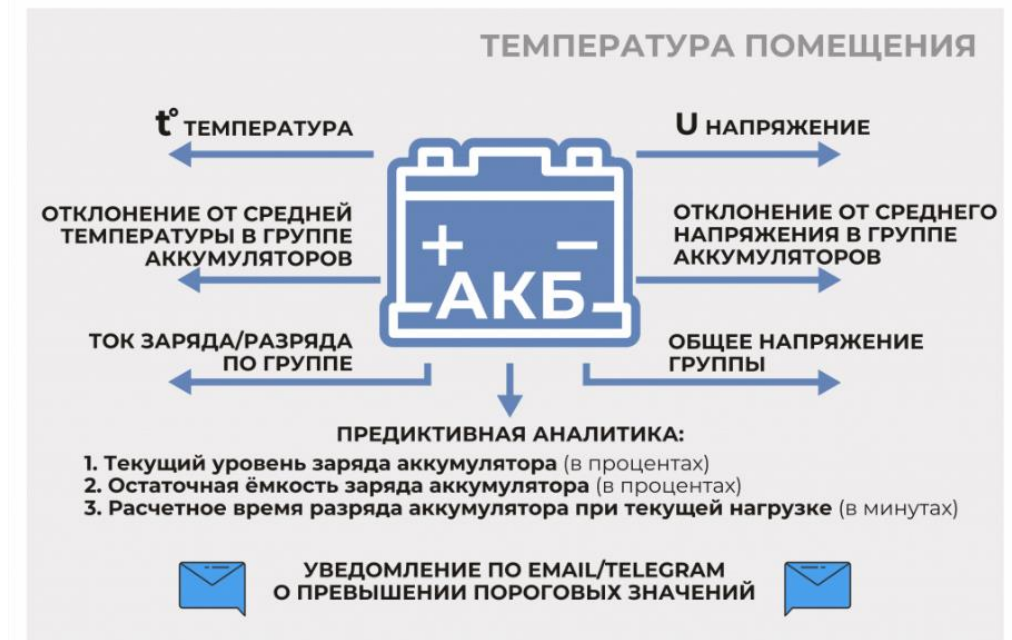 ТЕМПЕРАТУРА ПОМЕЩЕНИЯ
t° ТЕМПЕРАТУРА
U НАПРЯЖЕНИЕ
ОТКЛОНЕНИЕ ОТ СРЕДНЕЙ
ТЕМПЕРАТУРЫ В ГРУППЕ
АККУМУЛЯТОРОВ
ОТКЛОНЕНИЕ ОТ СРЕДНЕГО
НАПРЯЖЕНИЯ В ГРУППЕ
АККУМУЛЯТОРОВ
+ −
АКБ
ТОК ЗАРЯДА/РАЗРЯДА
ПО ГРУППЕ
ОБЩЕЕ НАПРЯЖЕНИЕ
ГРУППЫ
ПРЕДИКТИВНАЯ АНАЛИТИКА:
1. Текущий уровень заряда аккумулятора (в процентах)
2. Остаточная ёмкость заряда аккумулятора (в процентах)
3. Расчетное время разряда аккумулятора при текущей нагрузке (в минутах)
УВЕДОМЛЕНИЕ ПО EMAIL/TELEGRAM
О ПРЕВЫШЕНИИ ПОРОГОВЫХ ЗНАЧЕНИЙ